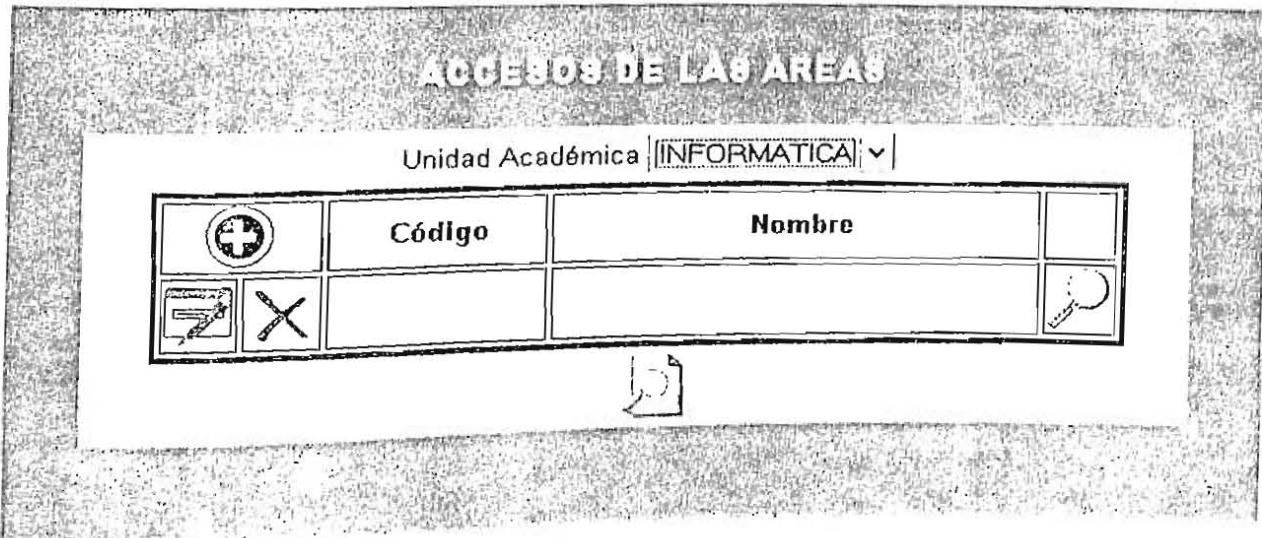 ACCESOS DE LAS AREAS
Unidad Académica INFORMATICA
Código Nombre